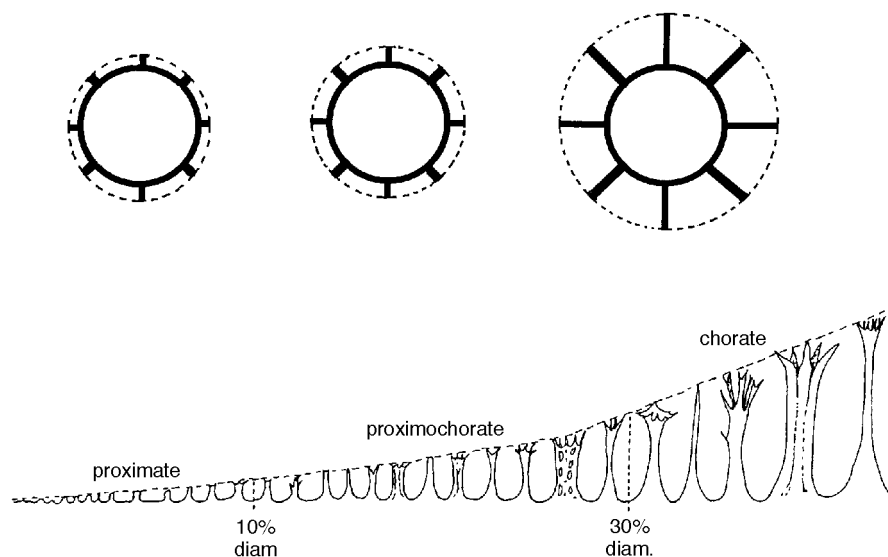 chorate
proximochorate
proximate
10%
diam
30%
diam.